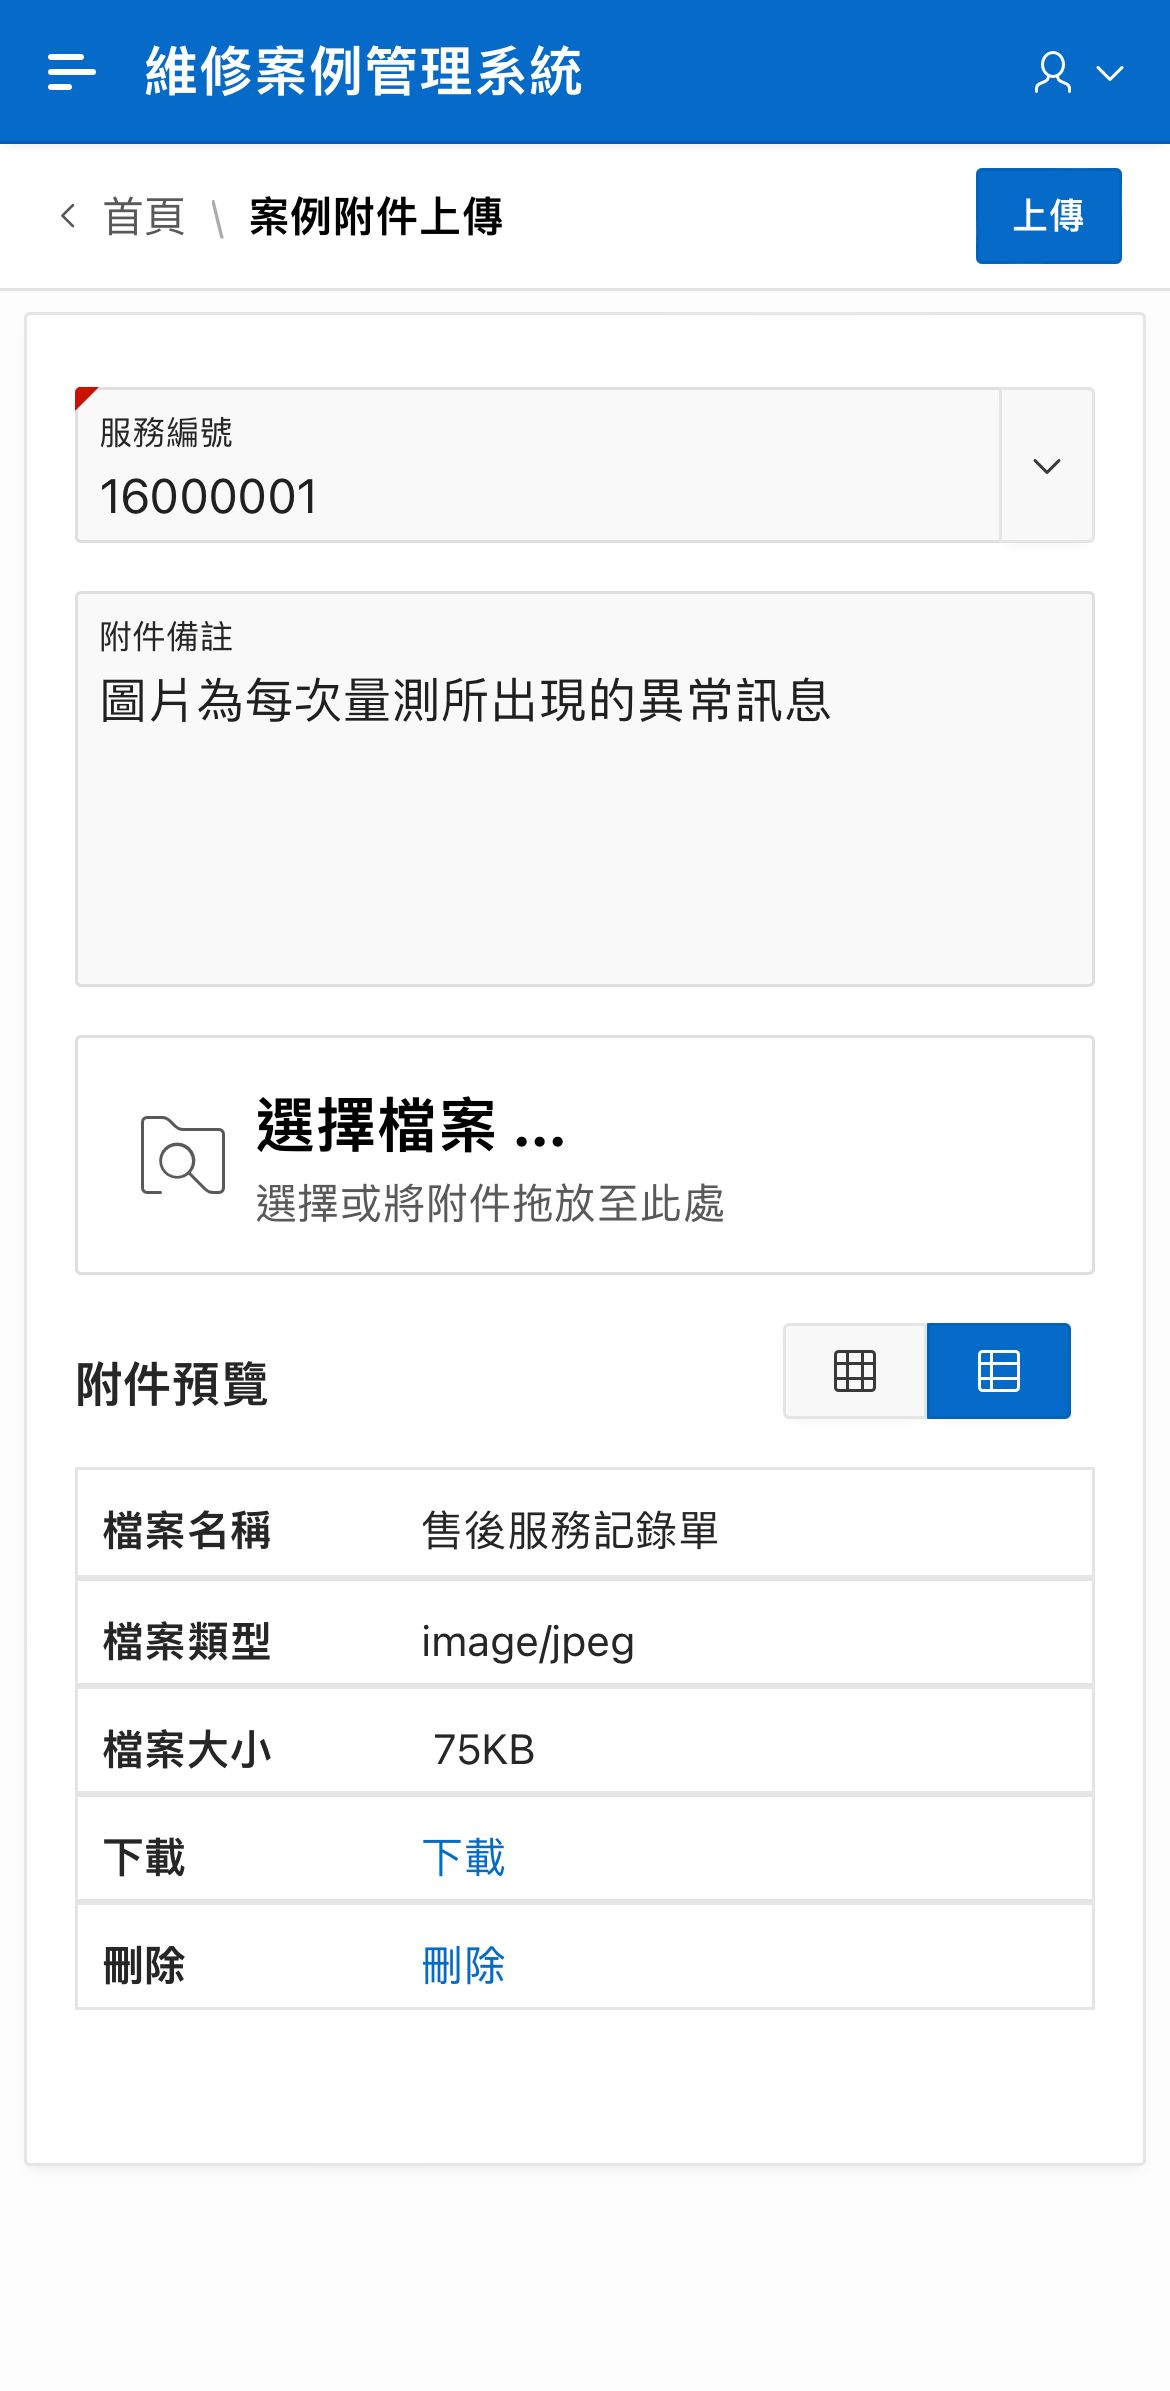 維修案例管理系統
首頁 \ 案例附件上傳
上傳
服務編號
16000001
附件備註
圖片為每次量測所出現的異常訊息
選擇檔案 ...
選擇或將附件拖放至此處
附件預覽
檔案名稱 售後服務記錄單
檔案類型 image/jpeg
檔案大小 75KB
下載 下載
刪除 刪除